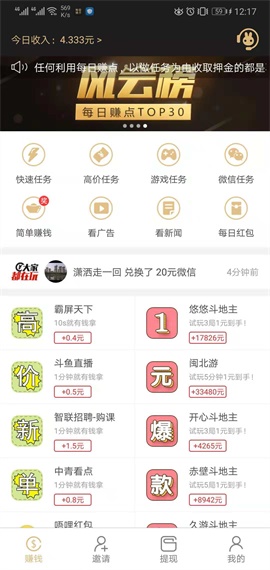 569 K/s 59 12:17
今日收入： 4.333元 >
任何利用每日赚点，以做任务为由收取押金的都是
风云榜
每日赚点TOP30
快速任务 高价任务 游戏任务 微信任务
简单赚钱 看广告 看新闻 每日红包
大家都在玩 潇洒走一回 兑换了 20元微信 4分钟前
高 霸屏天下
10s就有钱拿
+0.4元
1 悠悠斗地主
试玩3局1元到手!
+17826元
价 斗鱼直播
1分钟就有钱拿
+0.5元
元 闽北游
试玩5分钟1元到手!
+33480元
新 智联招聘-购课
1分钟就有钱拿
+1.5元
爆 开心斗地主
试玩3局1元到手!
+4265元
单 中青看点
1分钟就有钱拿
+0.8元
款 赤壁斗地主
试玩3局1元到手!
+8942元
唔哩红包 久游斗地主
赚钱 邀请 提现 我的